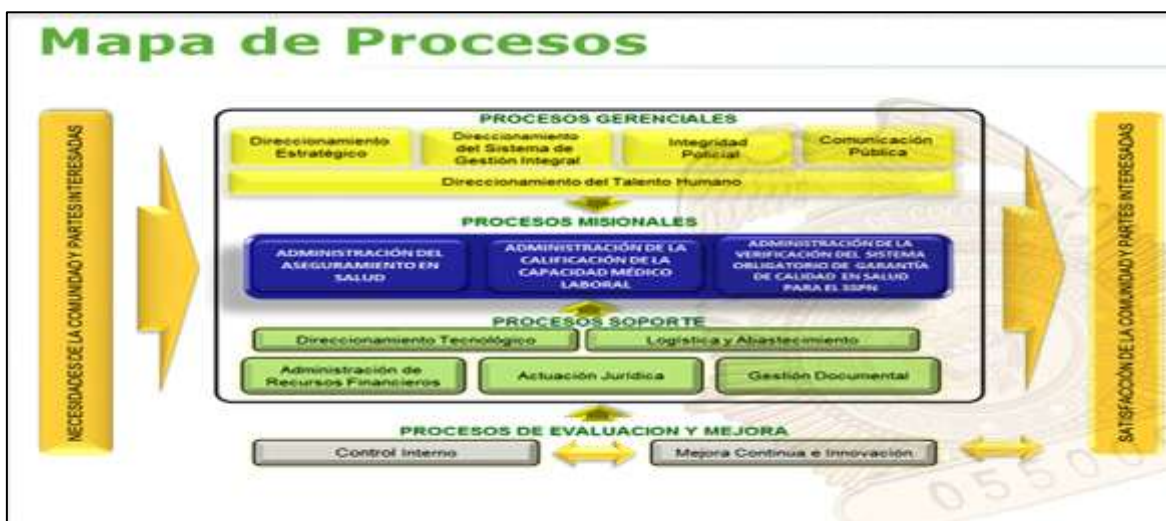 Mapa de Procesos
NECESIDADES DE LA COMUNIDAD Y PARTES INTERESADAS
PROCESOS GERENCIALES
Direccionamiento
Estratégico
Direccionamiento
del Sistema de
Gestión Integral
Integridad
Policial
Comunicación
Pública
Direccionamiento del Talento Humano
PROCESOS MISIONALES
ADMINISTRACIÓN DEL
ASEGURAMIENTO EN
SALUD
ADMINISTRACIÓN DE LA
CALIFICACIÓN DE LA
CAPACIDAD MÉDICO
LABORAL
ADMINISTRACIÓN DE LA
VERIFICACIÓN DEL SISTEMA
OBLIGATORIO DE GARANTÍA
DE CALIDAD EN SALUD
PARA EL SSPN
PROCESOS SOPORTE
Direccionamiento Tecnológico
Logística y Abastecimiento
Administración de
Recursos Financieros
Actuación Jurídica
Gestión Documental
PROCESOS DE EVALUACION Y MEJORA
Control Interno
Mejora Continua e Innovación
SATISFACCIÓN DE LA COMUNIDAD Y PARTES INTERESADAS